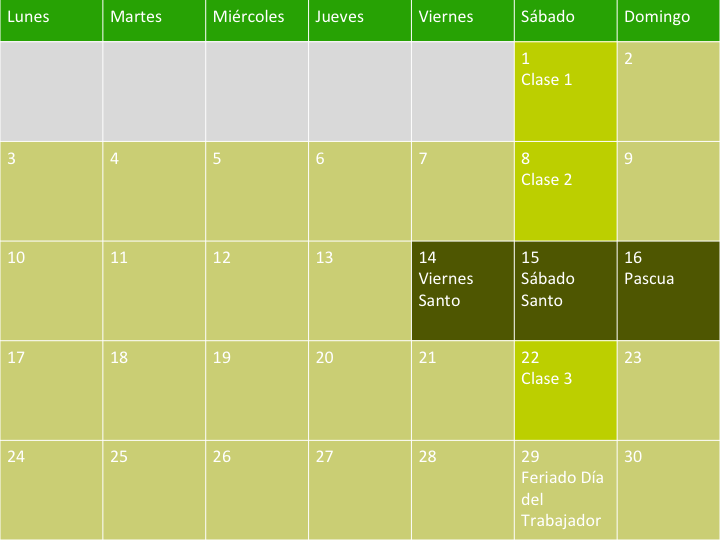 Lunes Martes Miércoles Jueves Viernes Sábado Domingo
1 2
Clase 1
3 4 5 6 7 8 9
Clase 2
10 11 12 13 14 15 16
Viernes Sábado Pascua
Santo Santo
17 18 19 20 21 22 23
Clase 3
24 25 26 27 28 29 30
Feriado Día
del
Trabajador